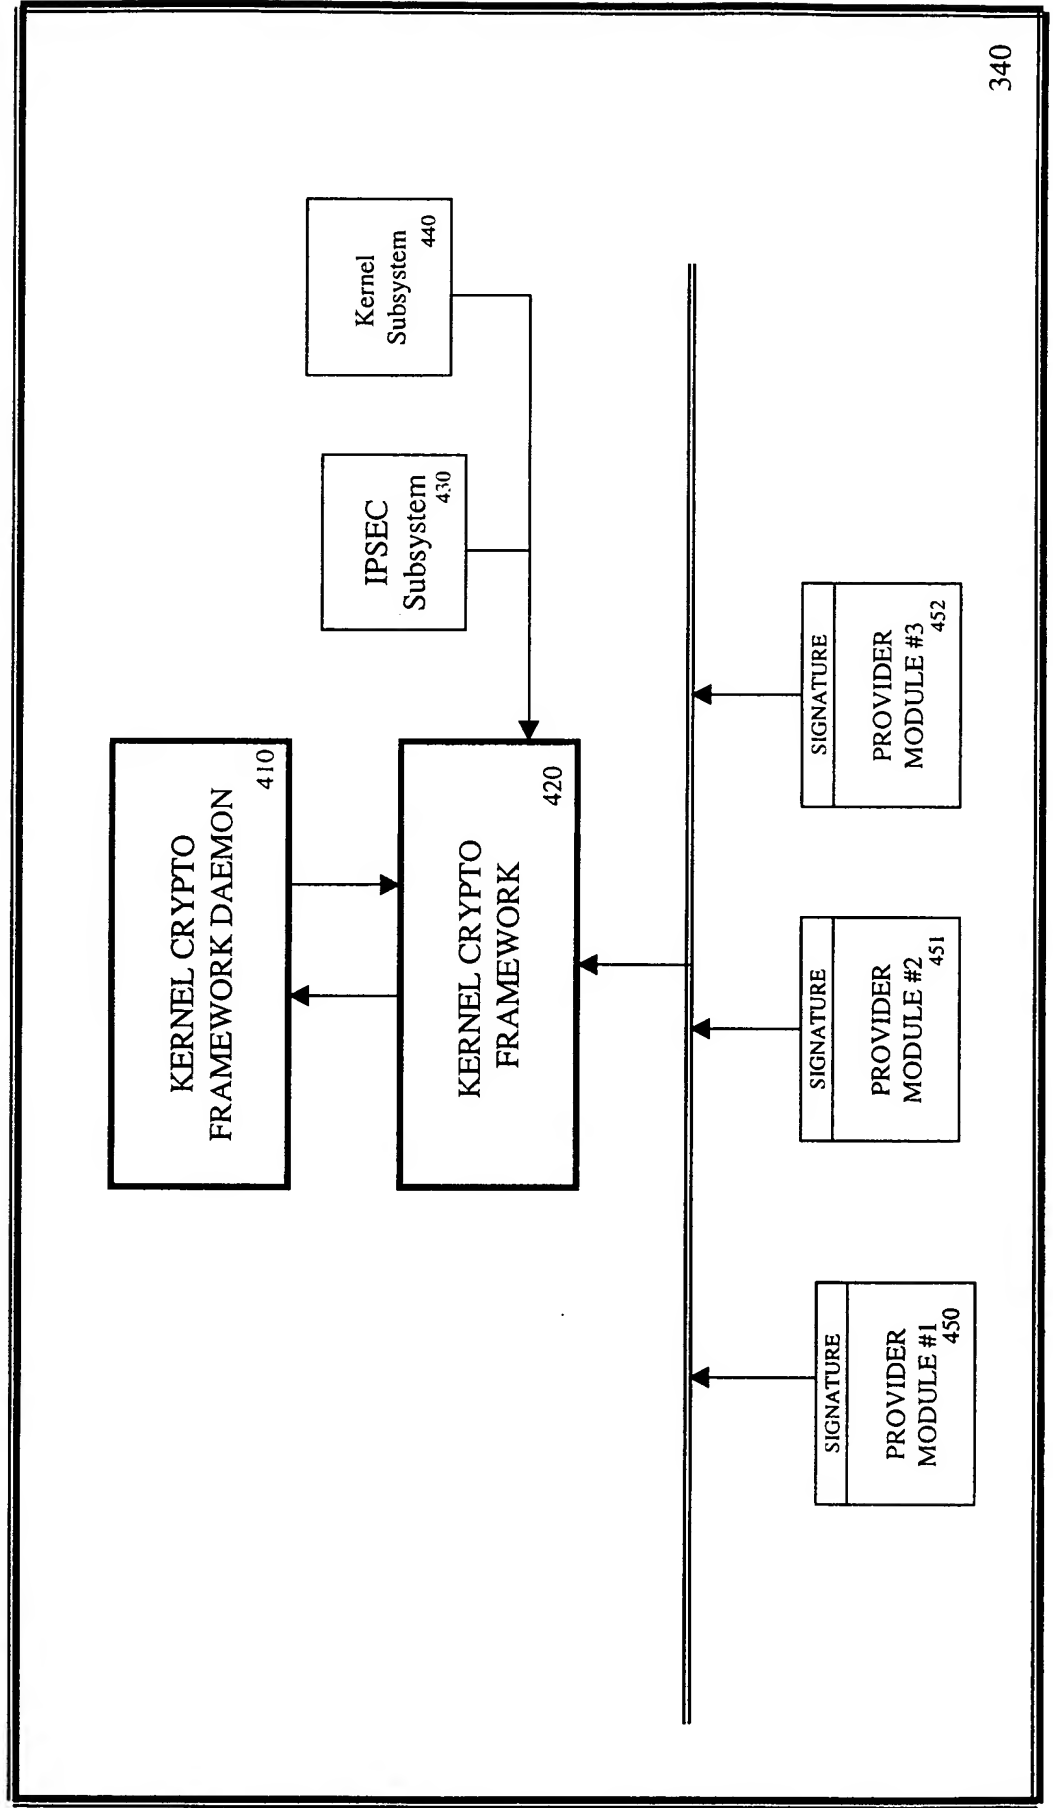 KERNEL CRYPTO
FRAMEWORK DAEMON
410
KERNEL CRYPTO
FRAMEWORK
420
IPSEC
Subsystem
430
Kernel
Subsystem
440
SIGNATURE
PROVIDER
MODULE #1
450
SIGNATURE
PROVIDER
MODULE #2
451
SIGNATURE
PROVIDER
MODULE #3
452
340